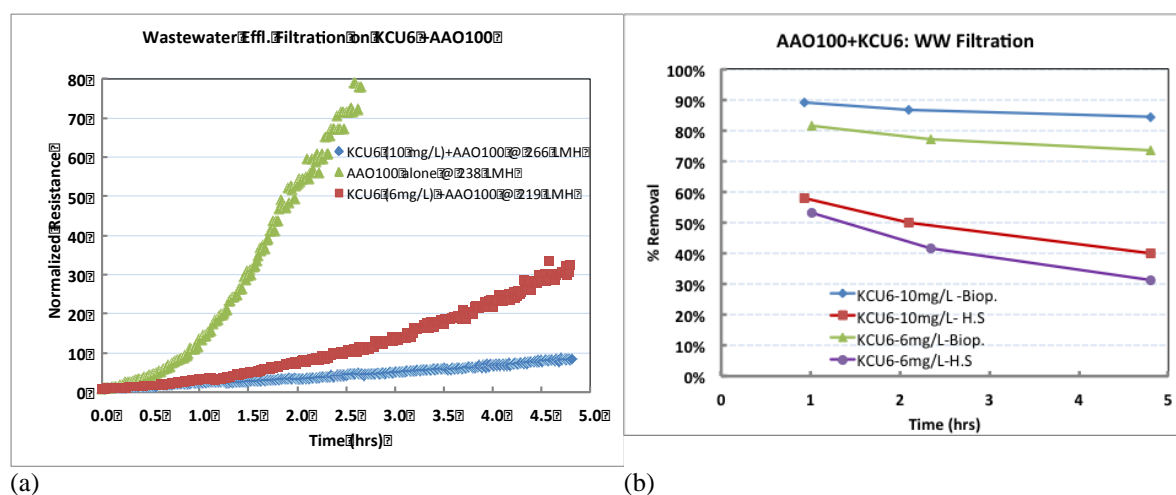 Wastewater Effl. Filtration on KCU6 +AAO100
80
70
60
50
40
30
20
10
0
Normalized Resistance
KCU6 (10 mg/L)+AAO100 @ 266 LMH
AAO100 alone @ 238 LMH
KCU6 (6mg/L) + AAO100 @ 219 LMH
0.0 0.5 1.0 1.5 2.0 2.5 3.0 3.5 4.0 4.5 5.0
Time (hrs)
(a)
AAO100+KCU6: WW Filtration
100%
90%
80%
70%
60%
50%
40%
30%
20%
10%
0%
% Removal
KCU6-10mg/L -Biop.
KCU6-10mg/L- H.S
KCU6-6mg/L-Biop.
KCU6-6mg/L-H.S
0 1 2 3 4 5
Time (hrs)
(b)